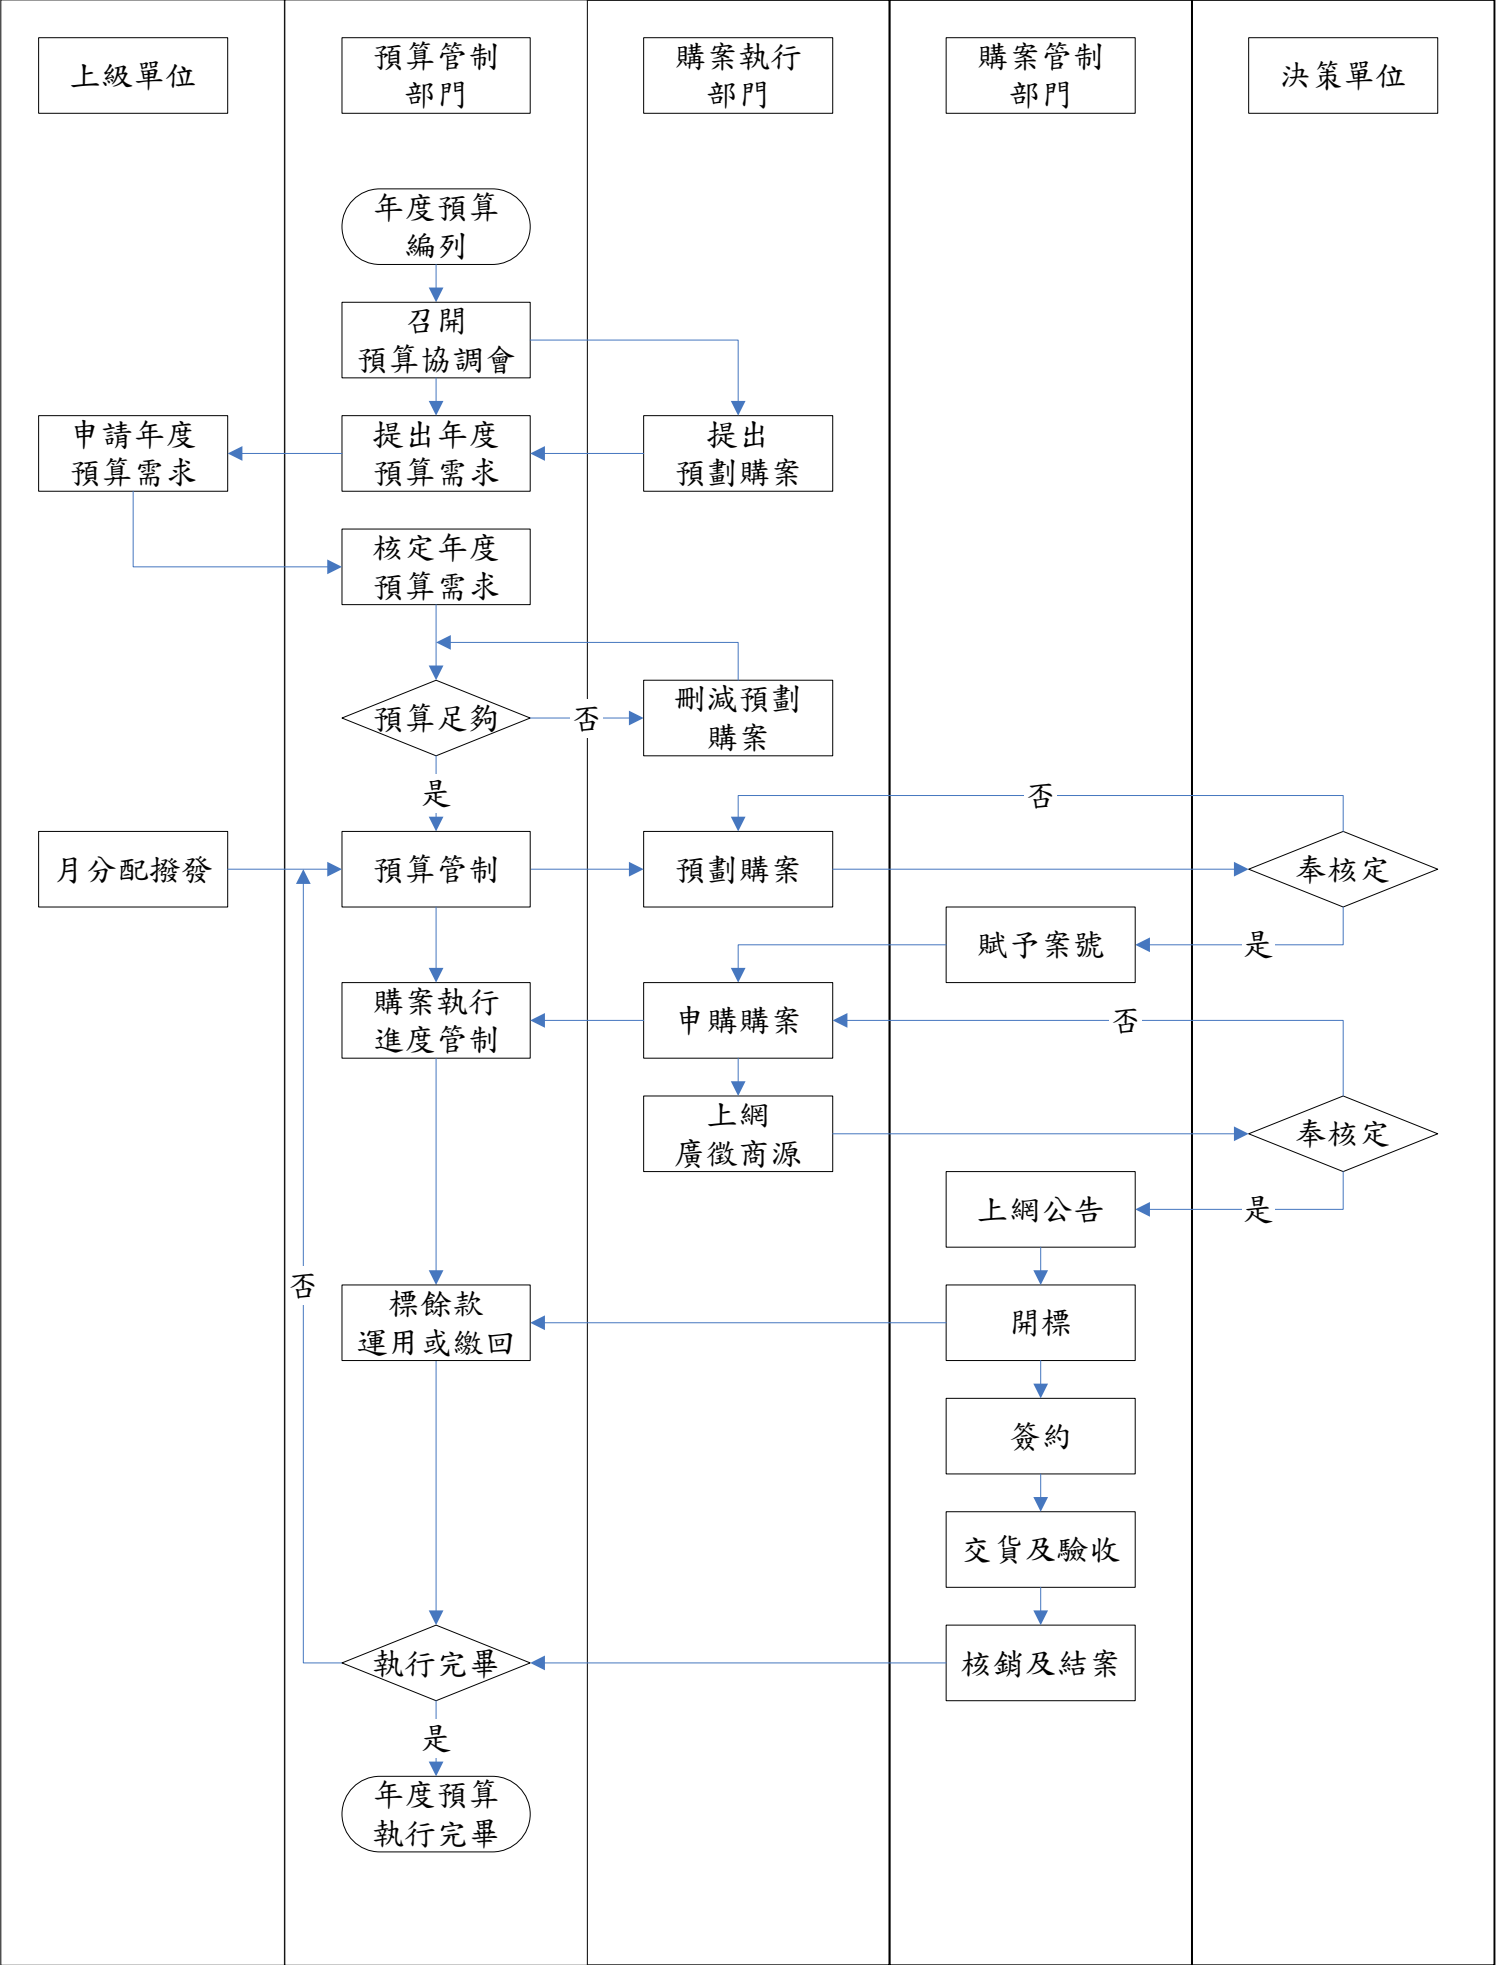 上級單位
預算管制
部門
購案執行
部門
購案管制
部門
決策單位
年度預算
編列
召開
預算協調會
申請年度
預算需求
提出年度
預算需求
提出
預劃購案
核定年度
預算需求
預算足夠
否
刪減預劃
購案
是
否
月分配撥發
預算管制
預劃購案
奉核定
賦予案號
是
購案執行
進度管制
申購購案
否
上網
廣徵商源
奉核定
上網公告
是
否
標餘款
運用或繳回
開標
簽約
交貨及驗收
執行完畢
核銷及結案
是
年度預算
執行完畢